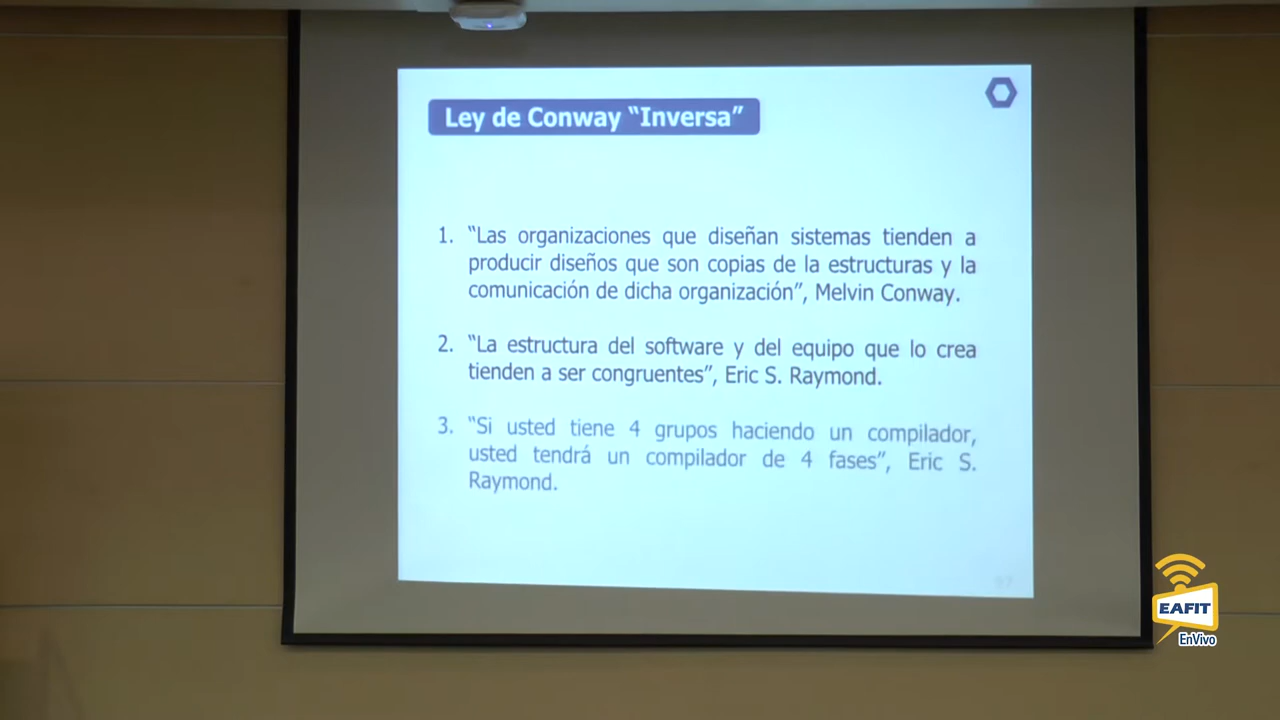 Ley de Conway “Inversa”
1. “Las organizaciones que diseñan sistemas tienden a
producir diseños que son copias de la estructuras y la
comunicación de dicha organización”, Melvin Conway.
2. “La estructura del software y del equipo que lo crea
tienden a ser congruentes”, Eric S. Raymond.
3. “Si usted tiene 4 grupos haciendo un compilador,
usted tendrá un compilador de 4 fases”, Eric S.
Raymond.
EAFIT
EnVivo